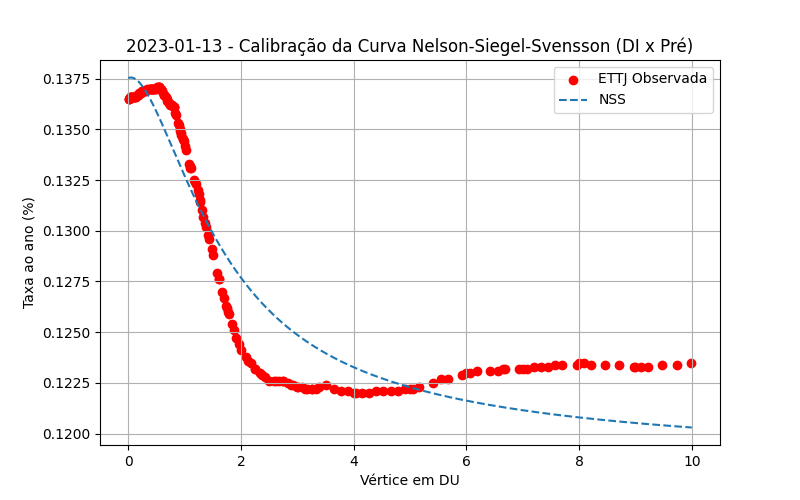 2023-01-13 - Calibração da Curva Nelson-Siegel-Svensson (DI x Pré)
ETTJ Observada
NSS
Taxa ao ano (%)
0.1375
0.1350
0.1325
0.1300
0.1275
0.1250
0.1225
0.1200
0 2 4 6 8 10
Vértice em DU